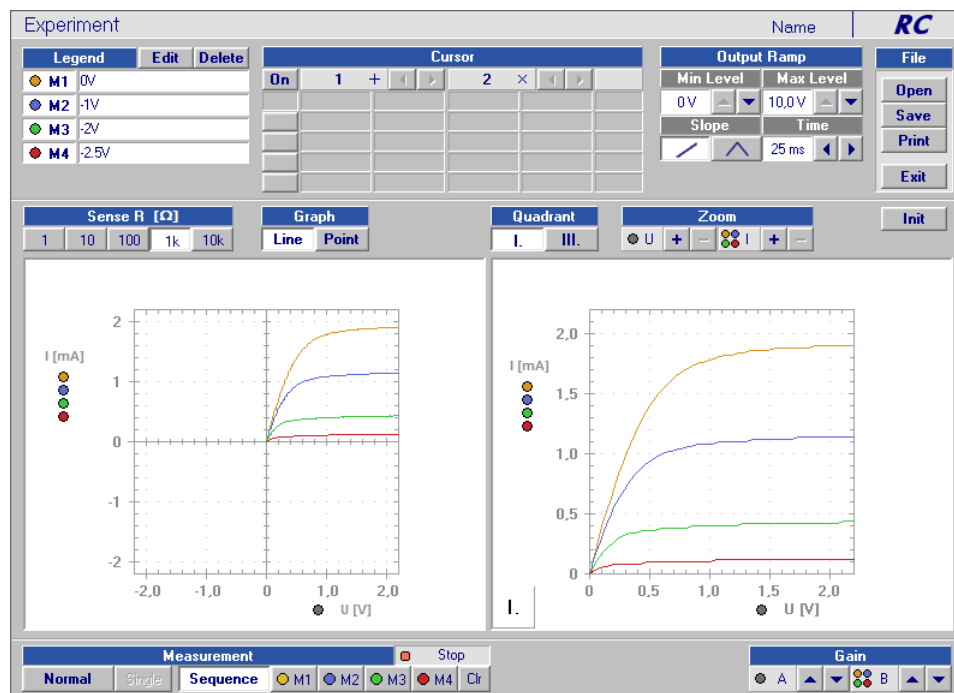 Experiment Name RC
Legend Edit Delete Cursor Output Ramp File
M1 0V On 1 + 2 × Min Level Max Level
M2 -1V 0 V 10,0 V Open
M3 -2V Slope Time Save
M4 -2.5V 25 ms Print
Exit
Sense R [Ω] Graph Quadrant Zoom Init
1 10 100 1k 10k Line Point I. III. U + − I + −
2
I [mA]
1
0
-1
-2
-2,0 -1,0 0 1,0 2,0
U [V]
2,0
I [mA]
1,5
1,0
0,5
0
0 0,5 1,0 1,5 2,0
I. U [V]
Measurement Stop Gain
Normal Single Sequence M1 M2 M3 M4 Clr A B